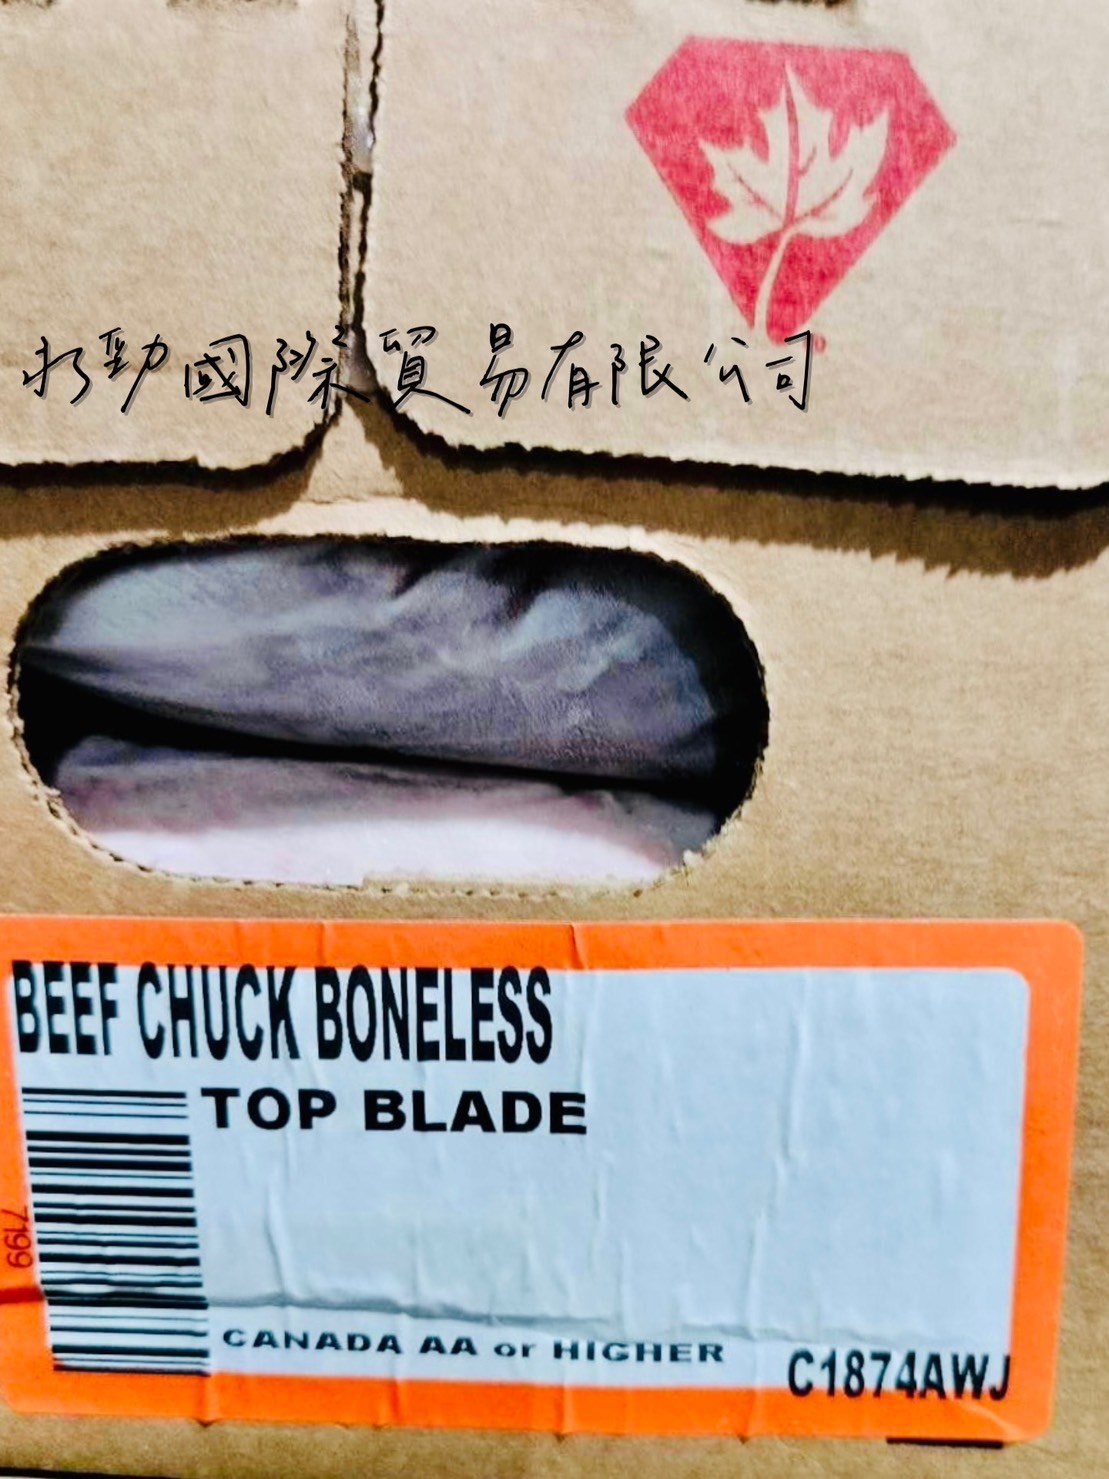 永勁國際貿易有限公司
BEEF CHUCK BONELESS
TOP BLADE
7199
CANADA AA or HIGHER
C1874AWJ